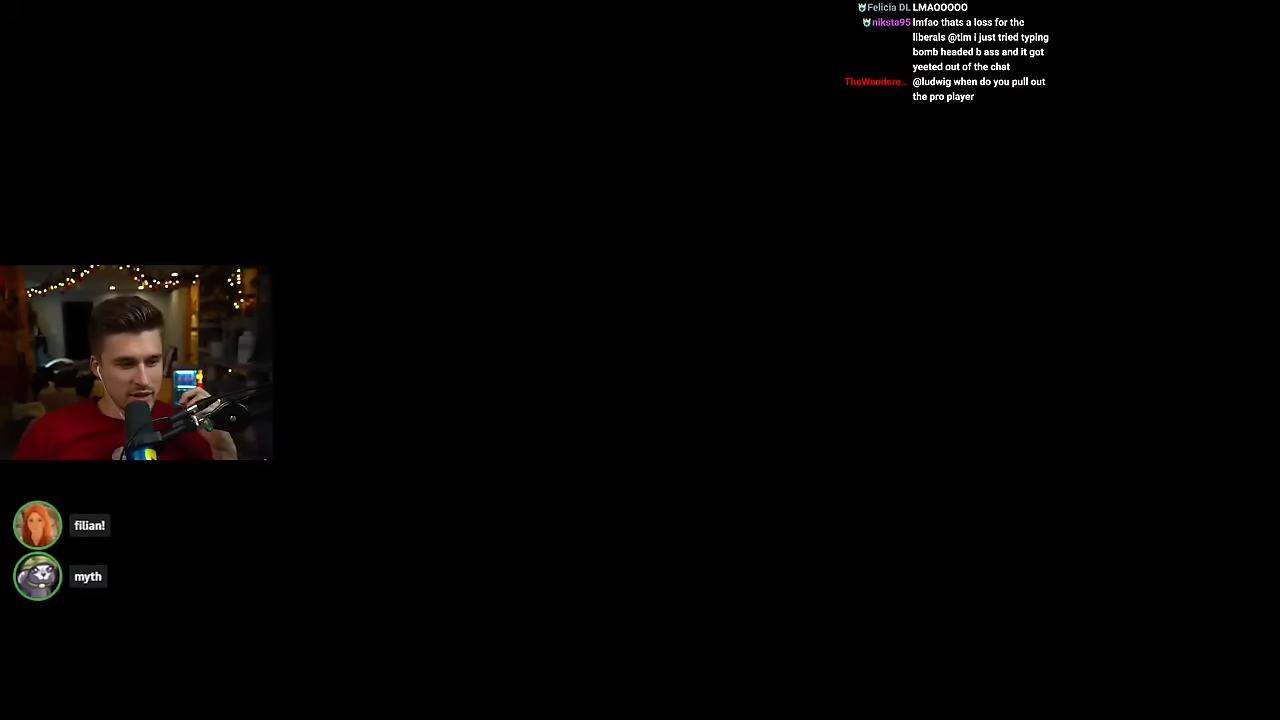 Felicia DL LMAOOOOO
niksta95 lmfao thats a loss for the
liberals @tim i just tried typing
bomb headed b ass and it got
yeeted out of the chat
TheWandere... @ludwig when do you pull out
the pro player
filian!
myth